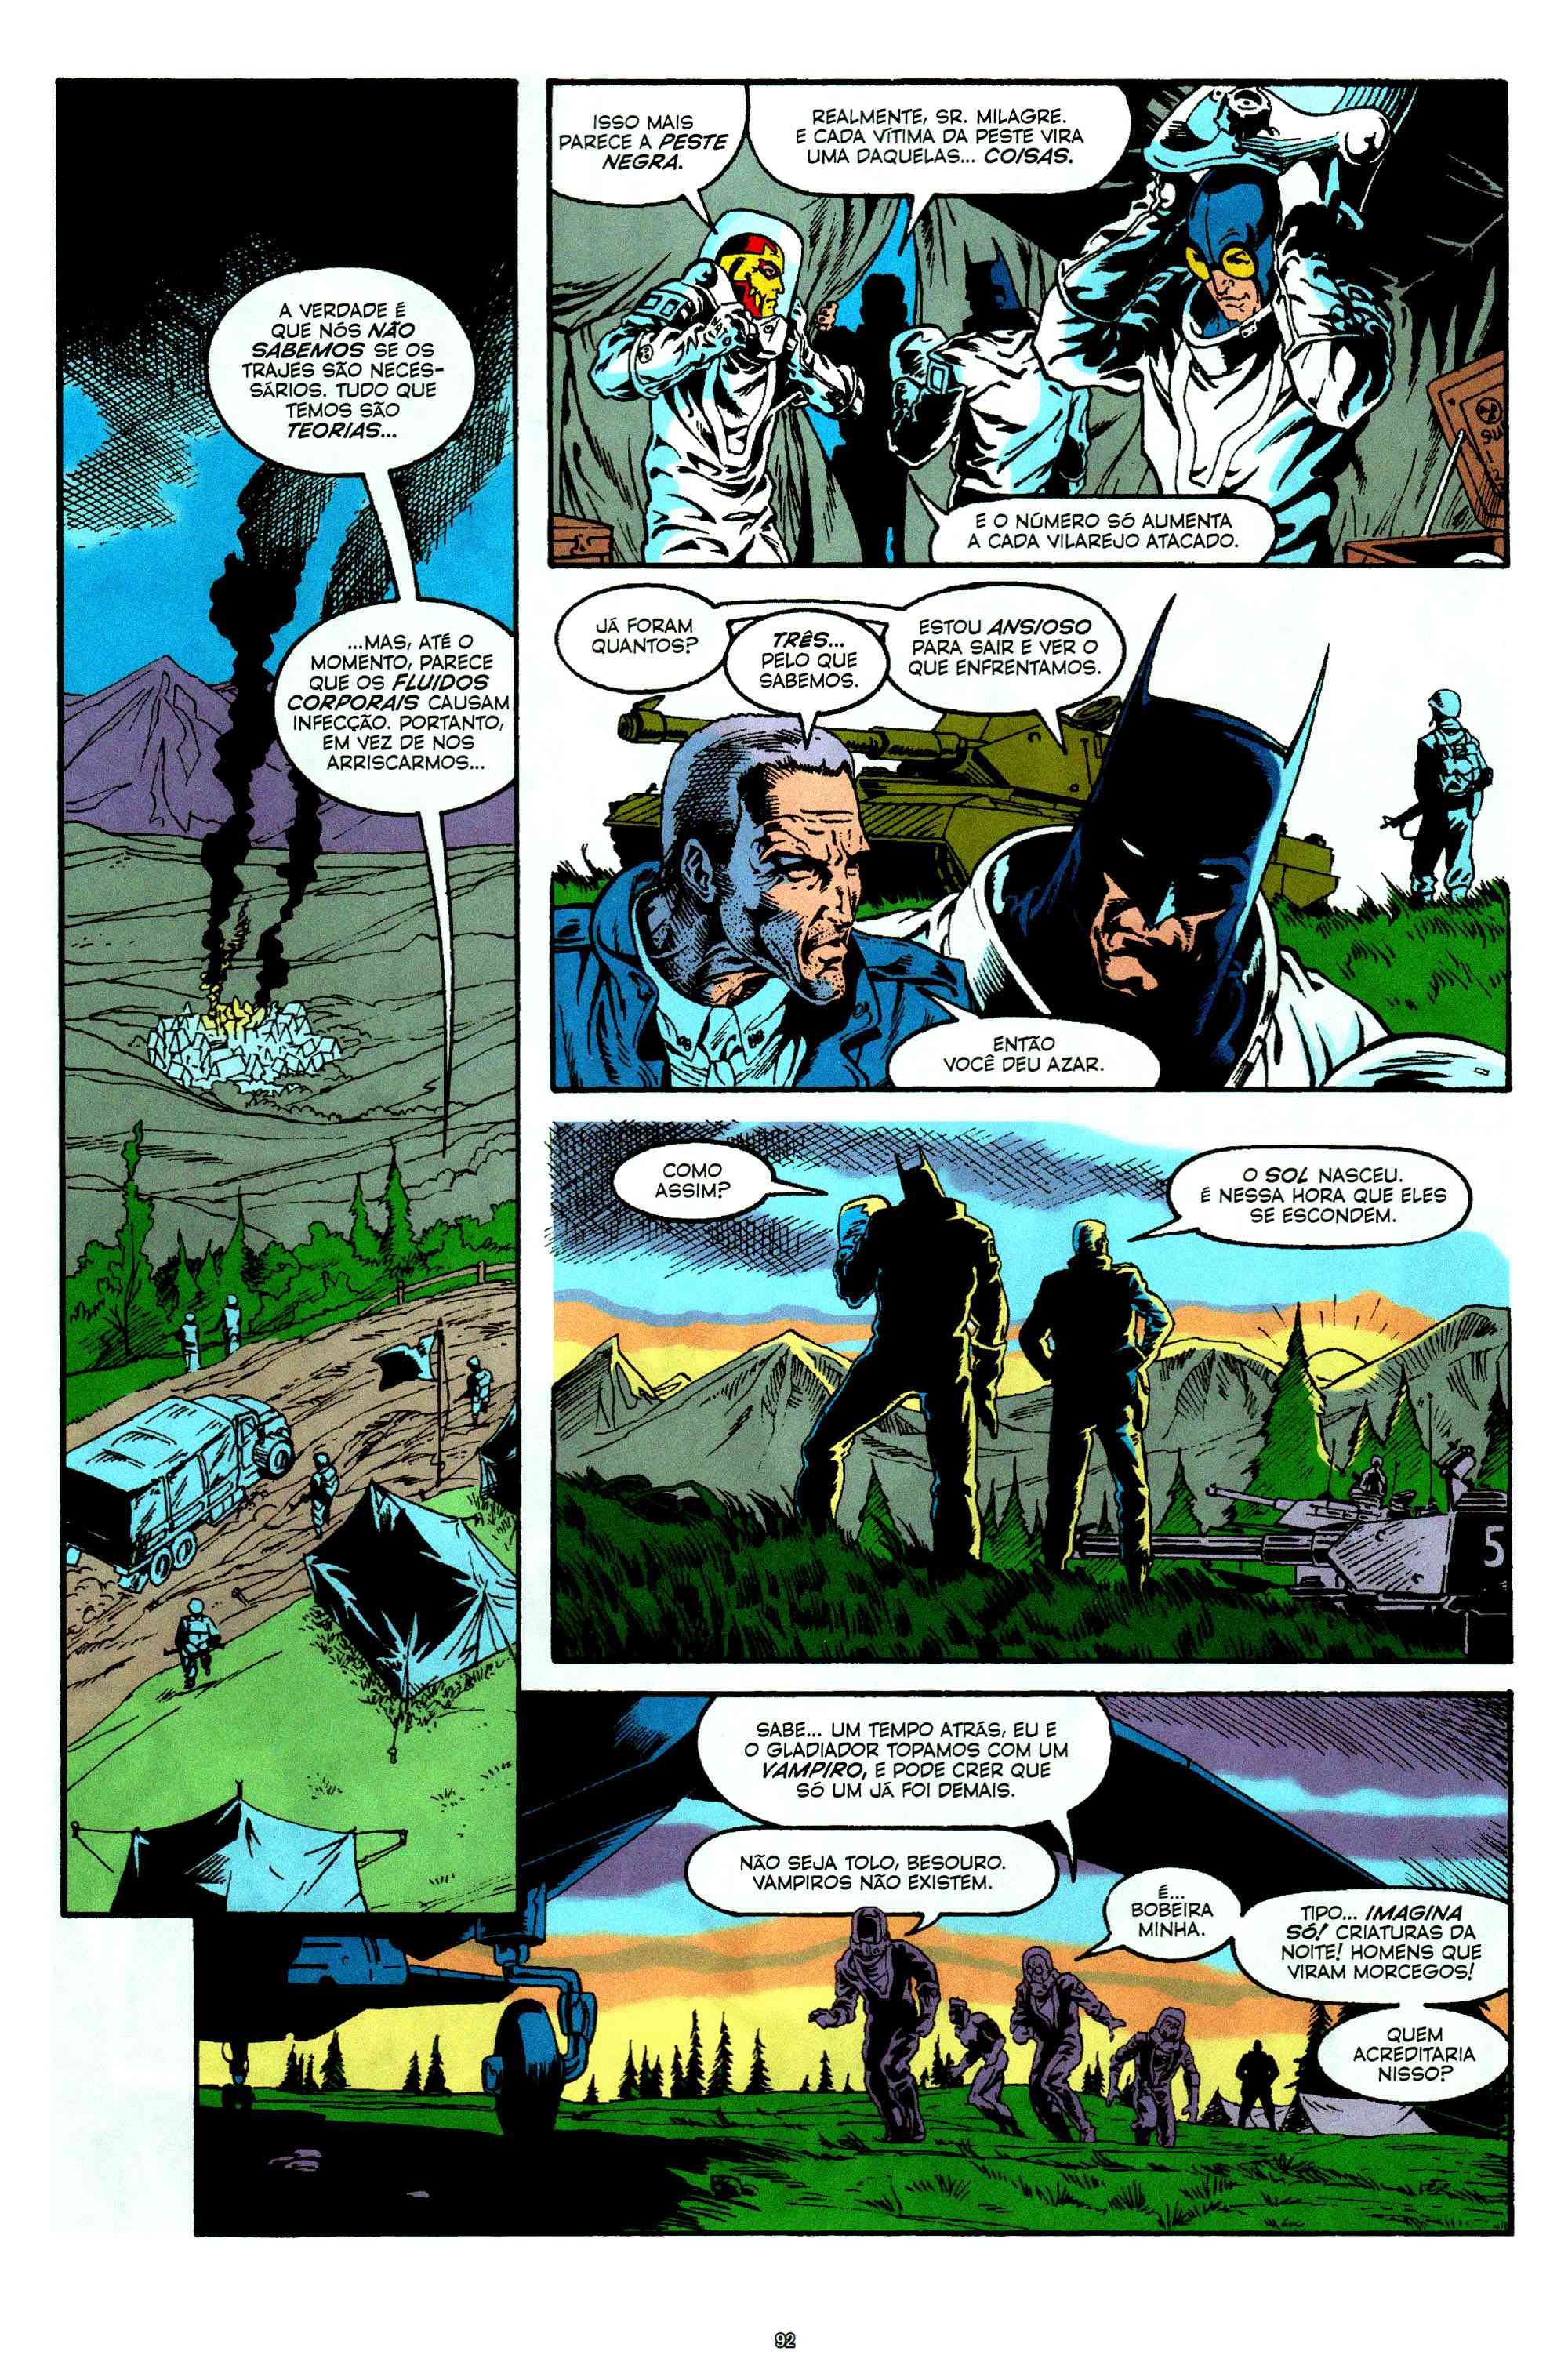 A VERDADE É
QUE NÓS NÃO
SABEMOS SE OS
TRAJES SÃO NECES-
SÁRIOS. TUDO QUE
TEMOS SÃO
TEORIAS...
...MAS, ATÉ O
MOMENTO, PARECE
QUE OS FLUIDOS
CORPORAIS CAUSAM
INFECÇÃO. PORTANTO,
EM VEZ DE NOS
ARRISCARMOS...
ISSO MAIS
PARECE A PESTE
NEGRA.
REALMENTE, SR. MILAGRE.
E CADA VÍTIMA DA PESTE VIRA
UMA DAQUELAS... COISAS.
E O NÚMERO SÓ AUMENTA
A CADA VILAREJO ATACADO.
JÁ FORAM
QUANTOS?
TRÊS...
PELO QUE
SABEMOS.
ESTOU ANSIOSO
PARA SAIR E VER O
QUE ENFRENTAMOS.
ENTÃO
VOCÊ DEU AZAR.
COMO
ASSIM?
O SOL NASCEU.
É NESSA HORA QUE ELES
SE ESCONDEM.
5
SABE... UM TEMPO ATRÁS, EU E
O GLADIADOR TOPAMOS COM UM
VAMPIRO, E PODE CRER QUE
SÓ UM JÁ FOI DEMAIS.
NÃO SEJA TOLO, BESOURO.
VAMPIROS NÃO EXISTEM.
É...
BOBEIRA
MINHA.
TIPO... IMAGINA
SÓ! CRIATURAS DA
NOITE! HOMENS QUE
VIRAM MORCEGOS!
QUEM
ACREDITARIA
NISSO?
92